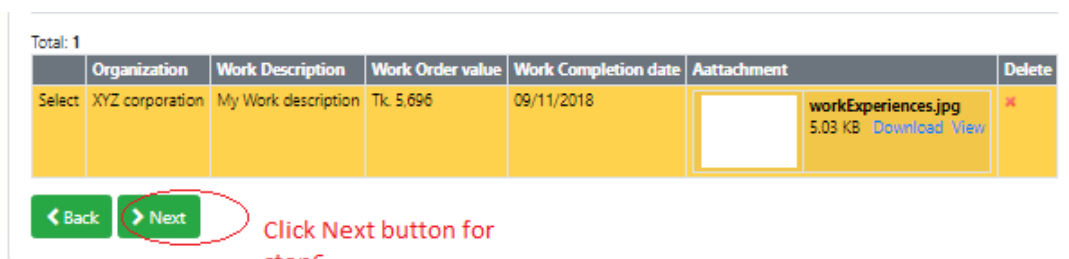 Total: 1
Organization Work Description Work Order value Work Completion date Aattachment Delete
Select XYZ corporation My Work description Tk. 5,696 09/11/2018 workExperiences.jpg
5.03 KB Download View
Back Next
Click Next button for